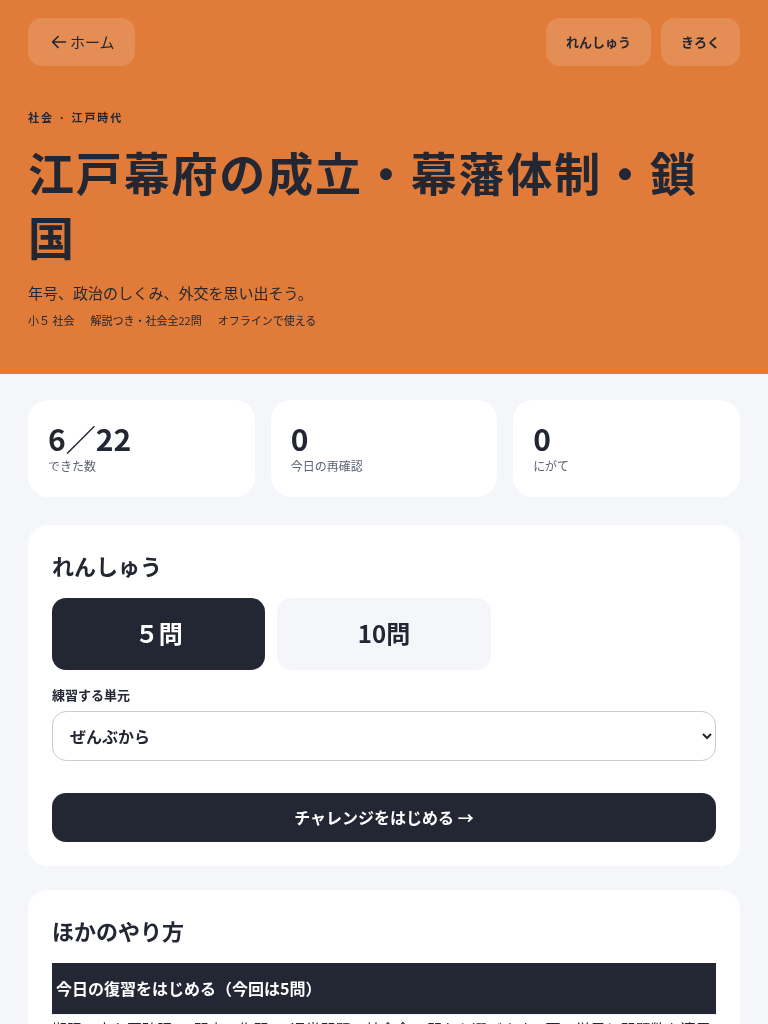 ← ホーム
れんしゅう
きろく
社会 · 江戸時代
江戸幕府の成立・幕藩体制・鎖
国
年号、政治のしくみ、外交を思い出そう。
小５ 社会 解説つき・社会全22問 オフラインで使える
6／22
できた数
0
今日の再確認
0
にがて
れんしゅう
５問
10問
練習する単元
ぜんぶから
チャレンジをはじめる →
ほかのやり方
今日の復習をはじめる（今回は5問）